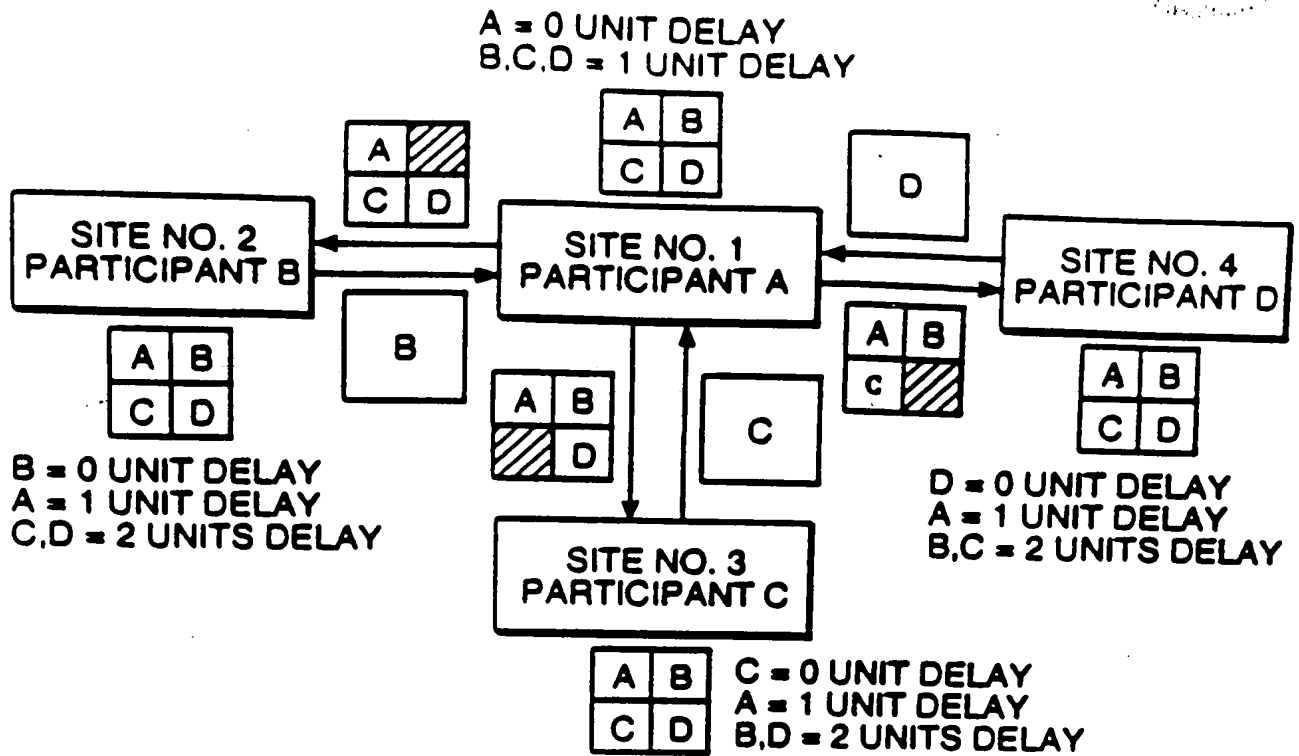 A = 0 UNIT DELAY
B,C,D = 1 UNIT DELAY
A B
C D
A
C D
D
SITE NO. 2
PARTICIPANT B
SITE NO. 1
PARTICIPANT A
SITE NO. 4
PARTICIPANT D
A B
C D
B
A B
D
C
A B
c
A B
C D
B = 0 UNIT DELAY
A = 1 UNIT DELAY
C,D = 2 UNITS DELAY
D = 0 UNIT DELAY
A = 1 UNIT DELAY
B,C = 2 UNITS DELAY
SITE NO. 3
PARTICIPANT C
A B
C D
C = 0 UNIT DELAY
A = 1 UNIT DELAY
B,D = 2 UNITS DELAY